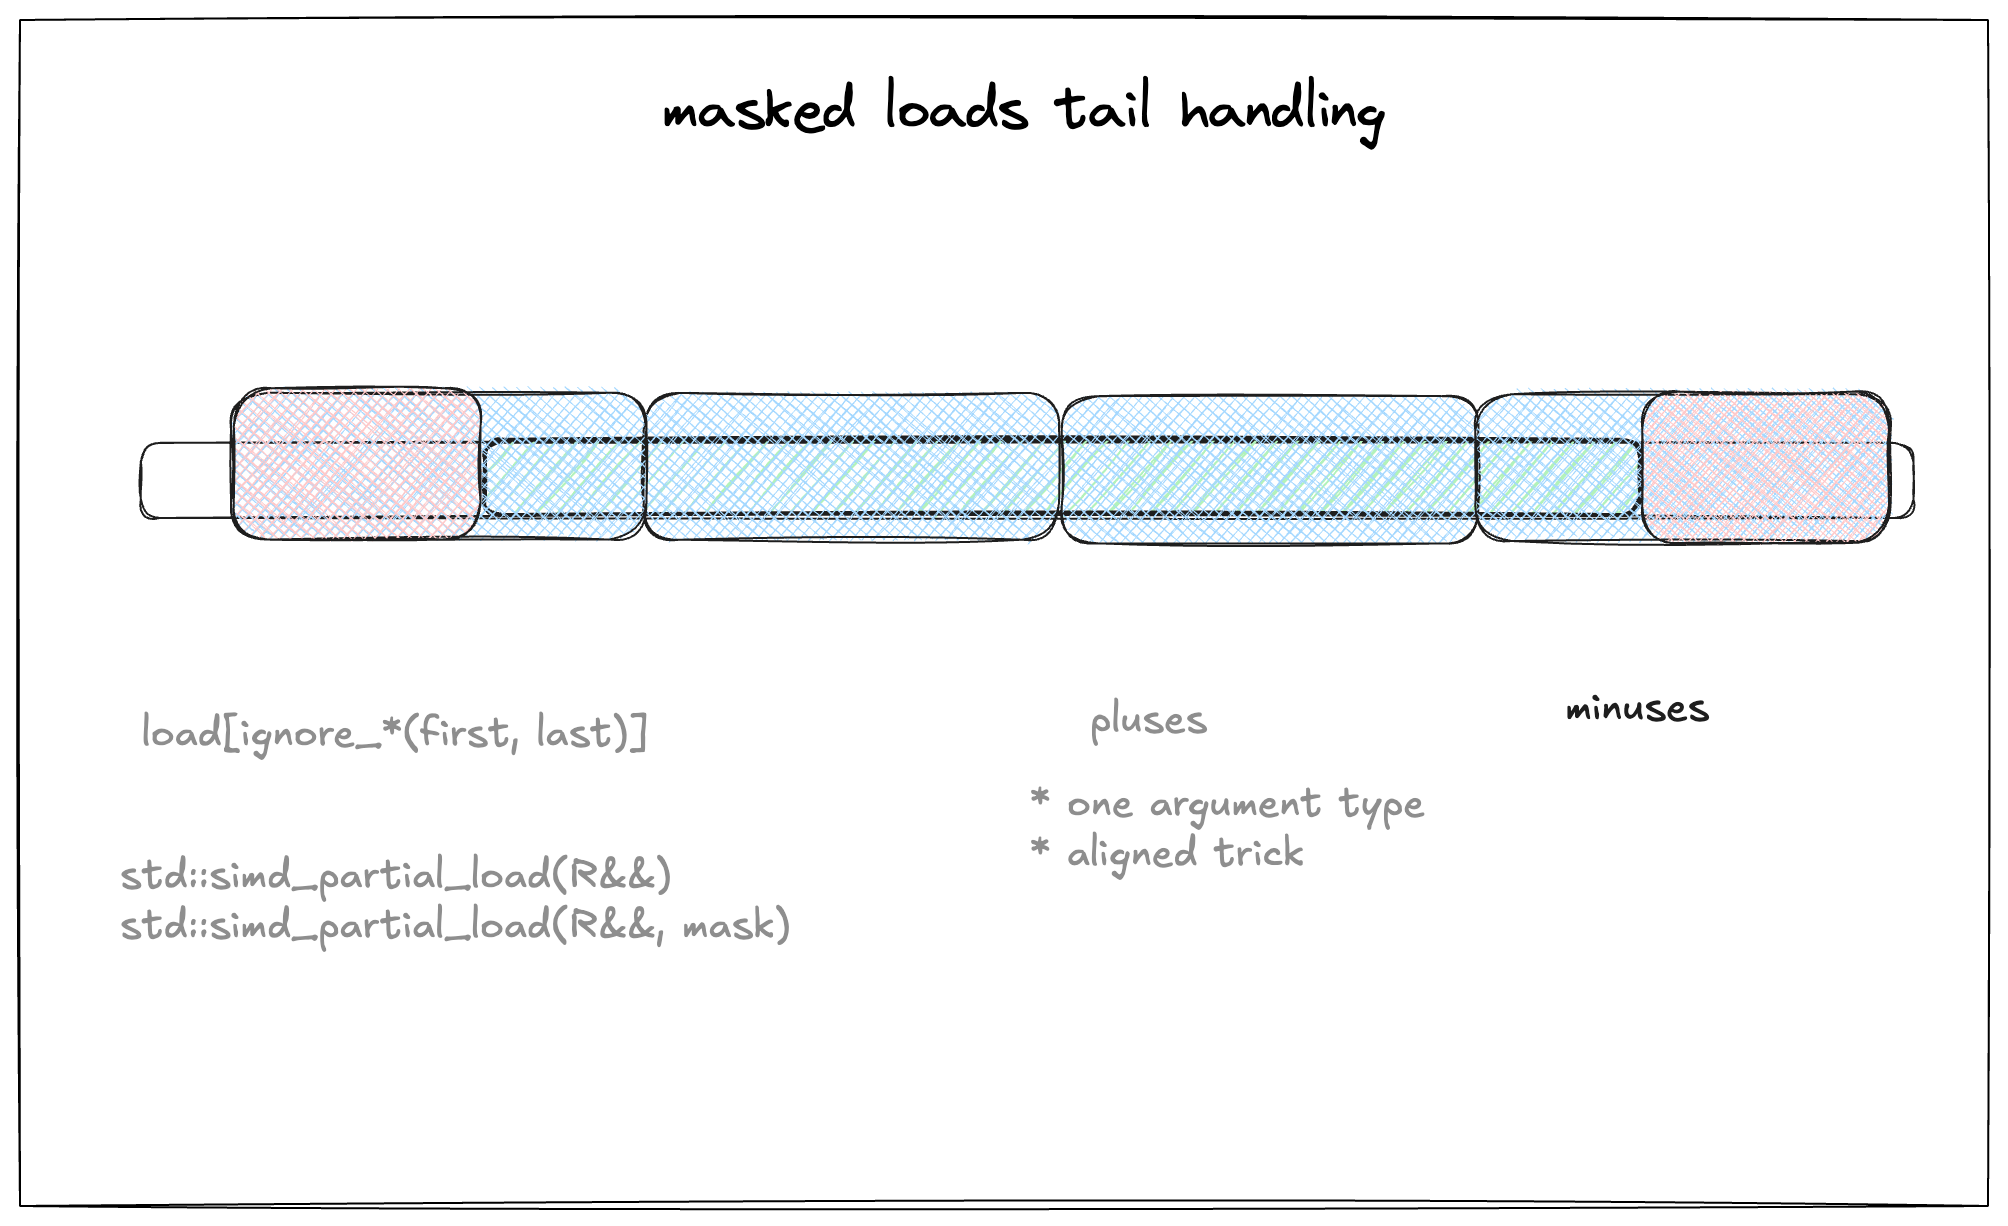 masked loads tail handling
load[ignore_*(first, last)]
std::simd_partial_load(R&&)
std::simd_partial_load(R&&, mask)
pluses
* one argument type
* aligned trick
minuses